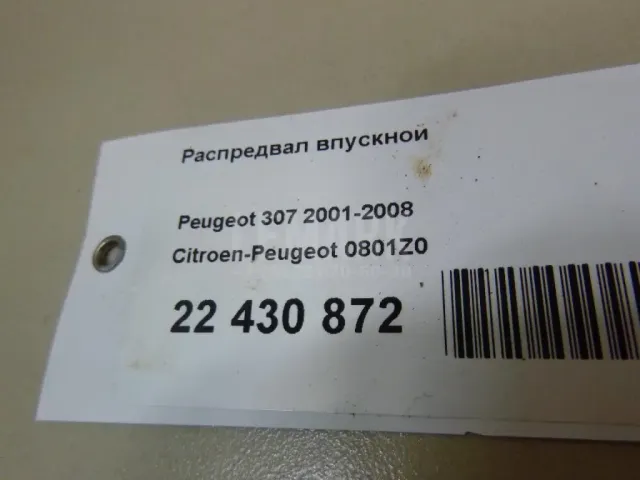 Распредвал впускной
Peugeot 307 2001-2008
Citroen-Peugeot 0801Z0
22 430 872